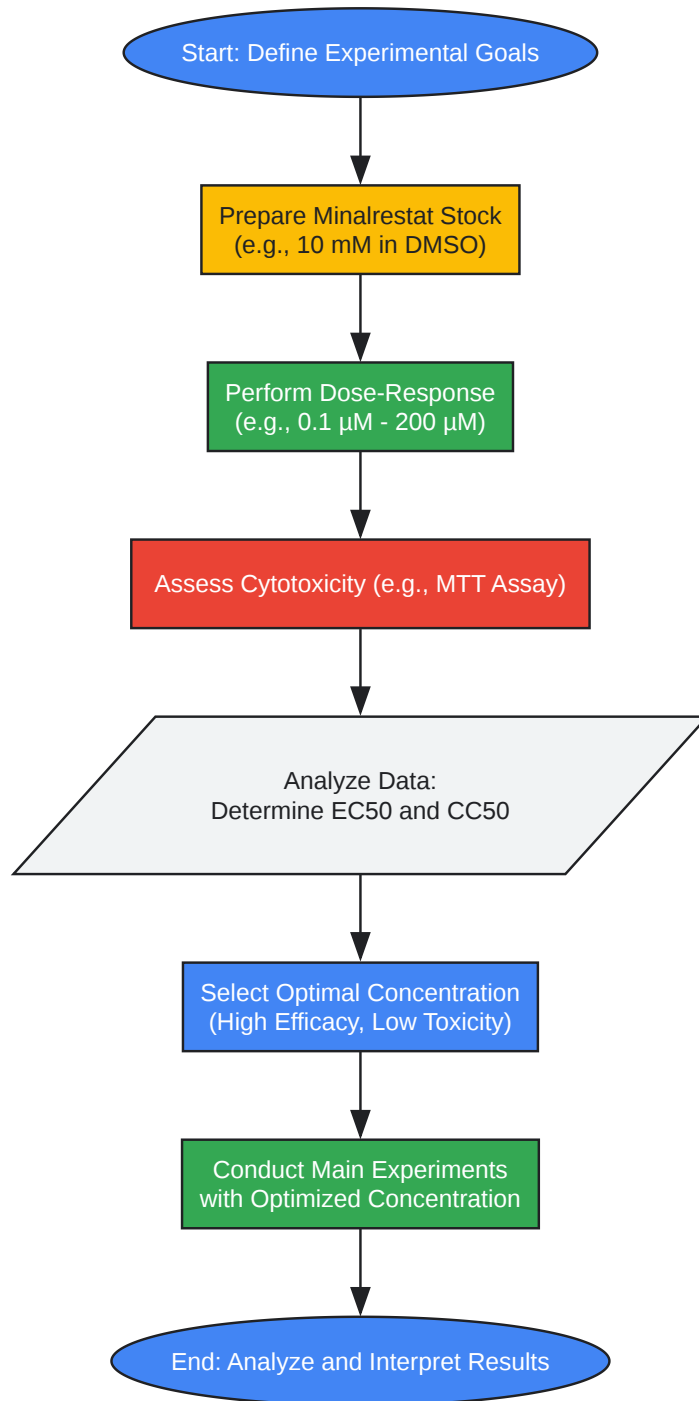 Start: Define Experimental Goals
Prepare Minalrestat Stock
(e.g., 10 mM in DMSO)
Perform Dose-Response
(e.g., 0.1 µM - 200 µM)
Assess Cytotoxicity (e.g., MTT Assay)
Analyze Data:
Determine EC50 and CC50
Select Optimal Concentration
(High Efficacy, Low Toxicity)
Conduct Main Experiments
with Optimized Concentration
End: Analyze and Interpret Results